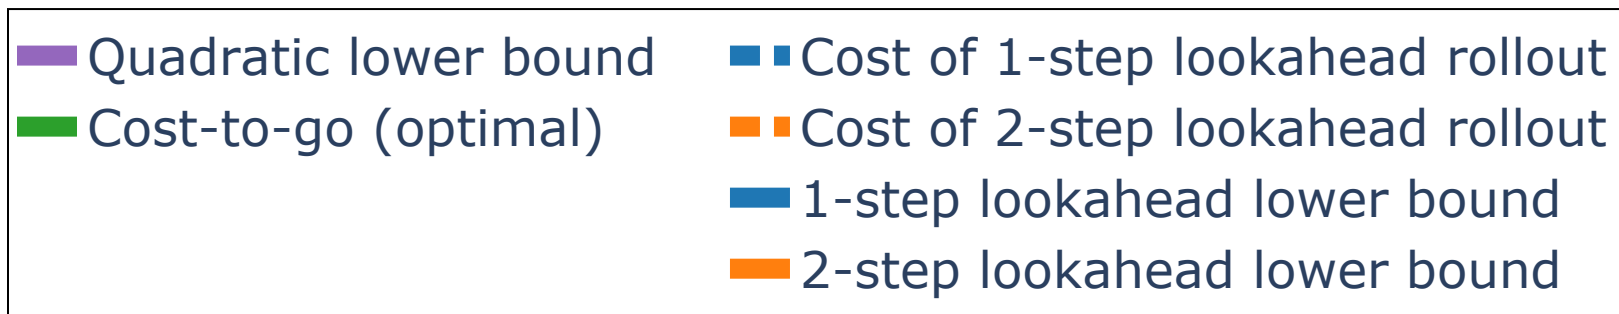 Quadratic lower bound
Cost-to-go (optimal)
Cost of 1-step lookahead rollout
Cost of 2-step lookahead rollout
1-step lookahead lower bound
2-step lookahead lower bound